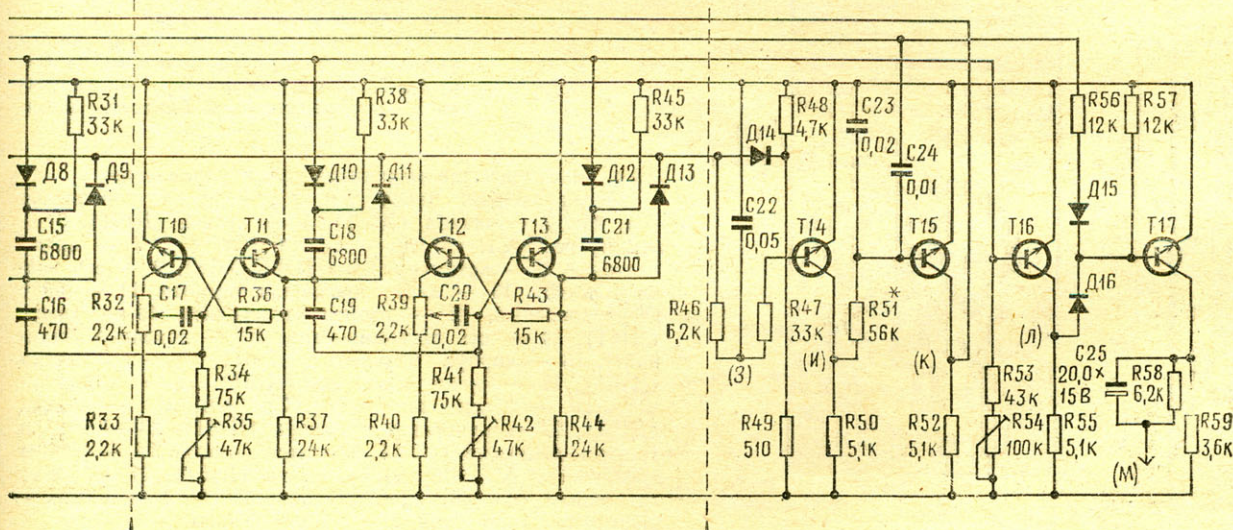 R31
33к
R38
33к
R45
33к
R48
4,7к
C23
0,02
R56
12к
R57
12к
Д14
C24
0,01
Д8
Д9
Д10
Д11
Д12
Д13
Д15
C15
6800
T10
T11
C18
6800
T12
T13
C21
6800
C22
0,05
T14
T15
T16
T17
Д16
C16
470
R32
2,2к
C17
0,02
R36
15к
C19
470
R39
2,2к
C20
0,02
R43
15к
R46
6,2к
R47
33к
R51*
56к
(З)
(И)
(К)
(Л)
R34
75к
R41
75к
R53
43к
C25
20,0×
15В
R58
6,2к
R33
2,2к
R35
47к
R37
24к
R40
2,2к
R42
47к
R44
24к
R49
510
R50
5,1к
R52
5,1к
R54
100к
R55
5,1к
(М)
R59
3,6к